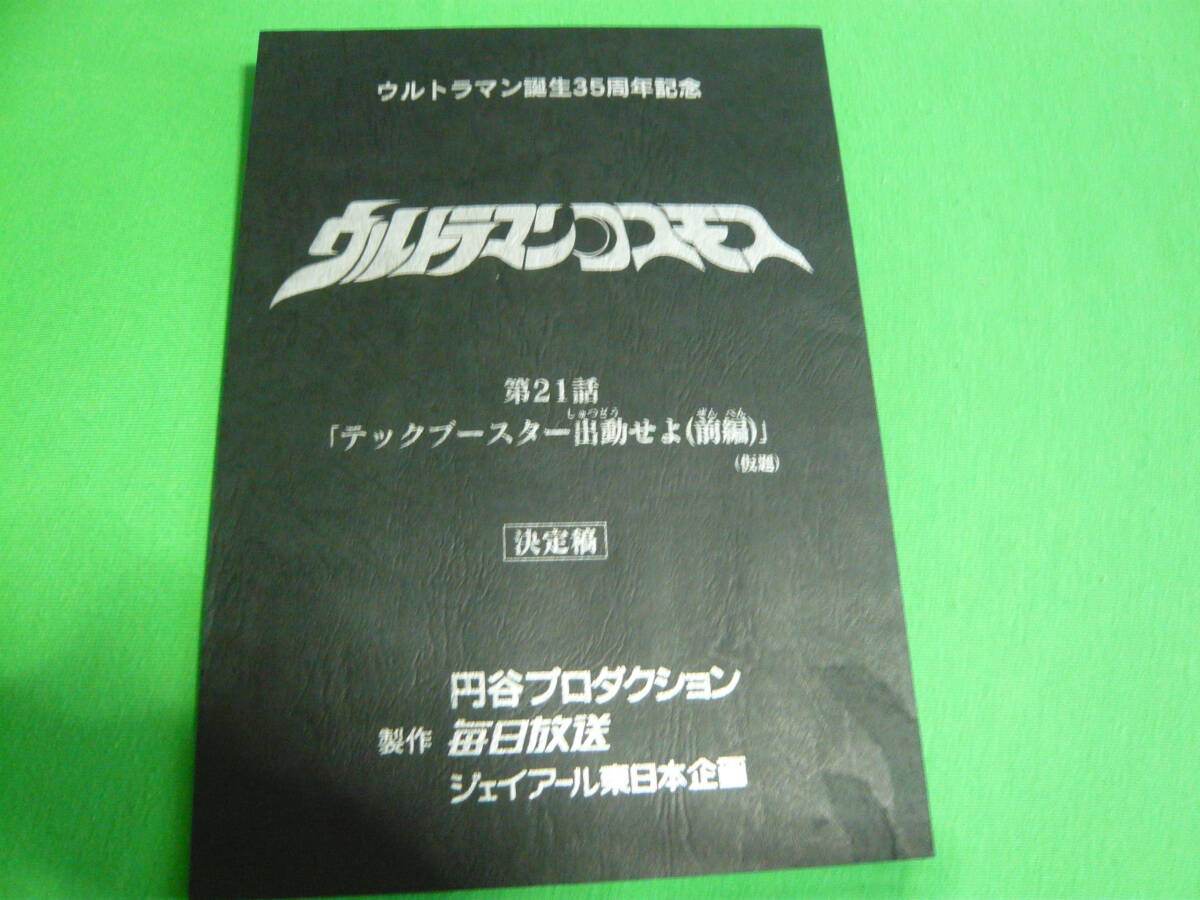 ウルトラマン誕生35周年記念
ウルトラマンコスモス
第21話
しゅつどう ぜんぺん
「テックブースター出動せよ(前編)」
(仮題)
決定稿
円谷プロダクション
製作 毎日放送
ジェイアール東日本企画